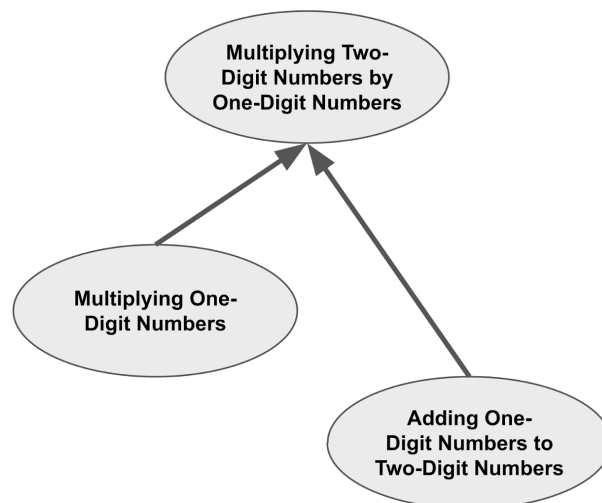 Multiplying Two-
Digit Numbers by
One-Digit Numbers
Multiplying One-
Digit Numbers
Adding One-
Digit Numbers to
Two-Digit Numbers